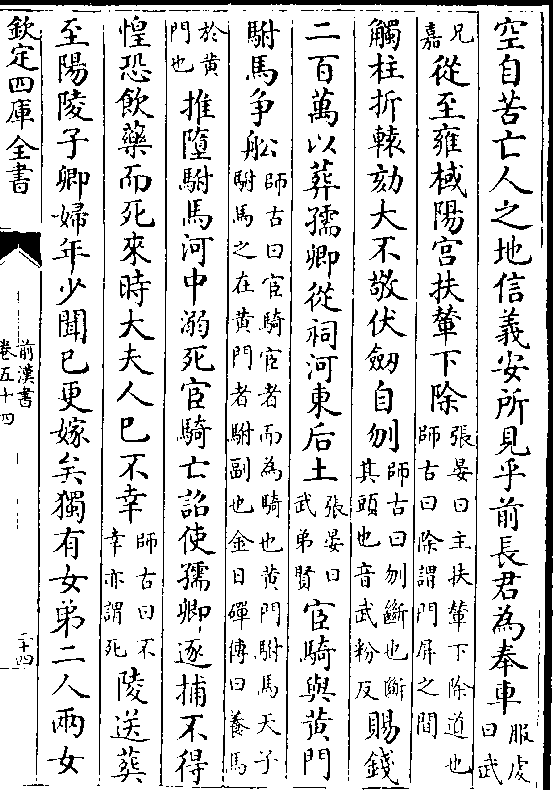 空自苦亡人之地信義安所見乎前長君為奉車服虔曰武
兄嘉從至雍棫陽宫扶輦下除張晏曰主扶輦下除道也師古曰除謂門屏之間
觸柱折轅劾大不敬伏劒自刎師古曰刎斷也斷其頭也音武粉反賜錢
二百萬以葬孺卿從祠河東后土張晏曰武弟賢宦騎與黄門
駙馬争舩師古曰宦騎宦者而為騎也黄門駙馬天子駙馬之在黄門者駙副也金日磾傳曰養馬
於黄門也推墮駙馬河中溺死宦騎亡詔使孺卿逐捕不得
惶恐飲藥而死來時大夫人已不幸師古曰不幸亦謂死陵送葬
至陽陵子卿婦年少聞已更嫁矣獨有女弟二人兩女
欽定四庫全書
前漢書
卷五十四
二十四